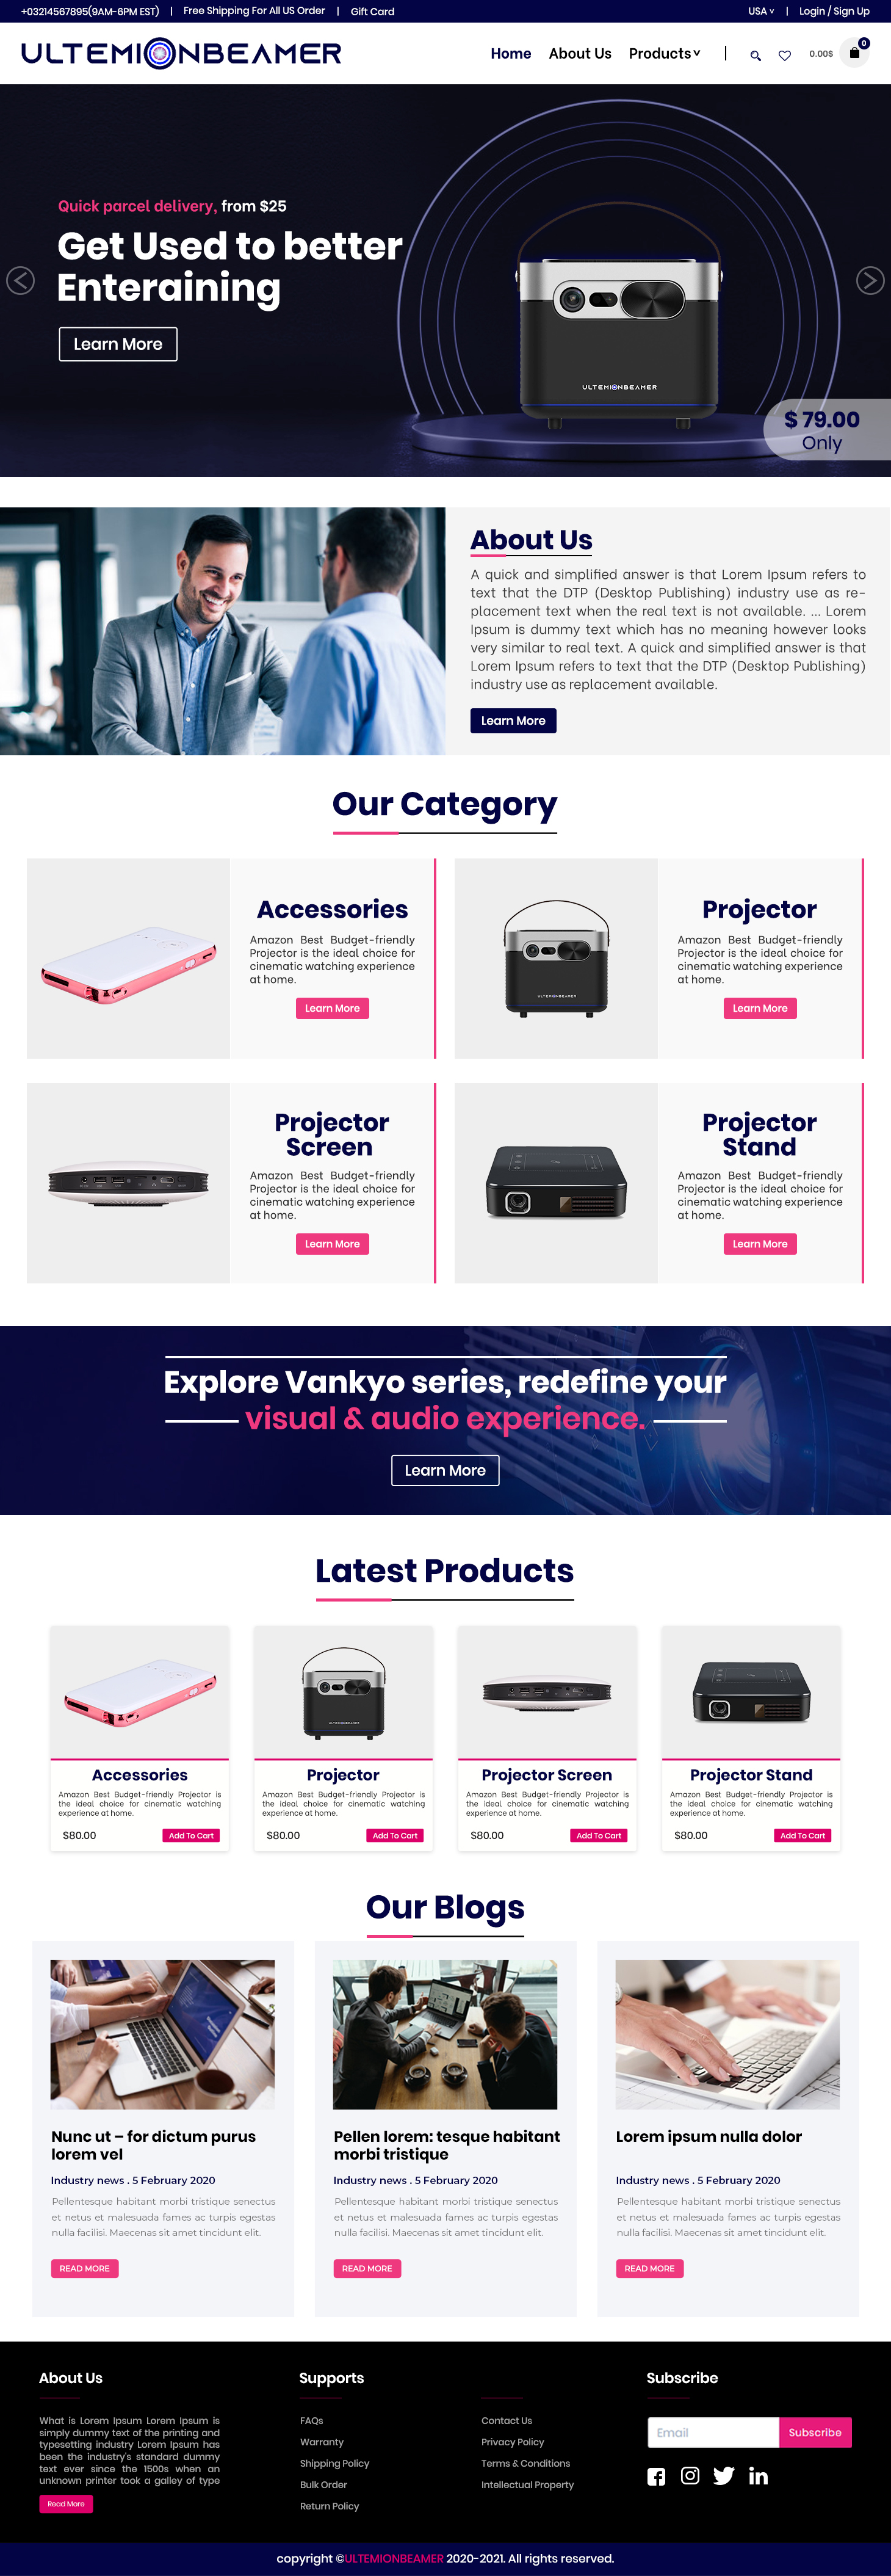 +03214567895(9AM-6PM EST) | Free Shipping For All US Order | Gift Card
USA ˅ | Login / Sign Up
ULTEMIONBEAMER
Home About Us Products˅ | 0.00$ 0
Quick parcel delivery, from $25
Get Used to better
Enteraining
Learn More
ULTEMIONBEAMER
$ 79.00
Only
About Us
A quick and simplified answer is that Lorem Ipsum refers to
text that the DTP (Desktop Publishing) industry use as re-
placement text when the real text is not available. ... Lorem
Ipsum is dummy text which has no meaning however looks
very similar to real text. A quick and simplified answer is that
Lorem Ipsum refers to text that the DTP (Desktop Publishing)
industry use as replacement available.
Learn More
Our Category
Accessories
Amazon Best Budget-friendly
Projector is the ideal choice for
cinematic watching experience
at home.
Learn More
ULTEMIONBEAMER
Projector
Amazon Best Budget-friendly
Projector is the ideal choice for
cinematic watching experience
at home.
Learn More
Projector
Screen
Amazon Best Budget-friendly
Projector is the ideal choice for
cinematic watching experience
at home.
Learn More
Projector
Stand
Amazon Best Budget-friendly
Projector is the ideal choice for
cinematic watching experience
at home.
Learn More
Explore Vankyo series, redefine your
visual & audio experience.
Learn More
Latest Products
Accessories
Amazon Best Budget-friendly Projector is
the ideal choice for cinematic watching
experience at home.
$80.00 Add To Cart
ULTEMIONBEAMER
Projector
Amazon Best Budget-friendly Projector is
the ideal choice for cinematic watching
experience at home.
$80.00 Add To Cart
Projector Screen
Amazon Best Budget-friendly Projector is
the ideal choice for cinematic watching
experience at home.
$80.00 Add To Cart
Projector Stand
Amazon Best Budget-friendly Projector is
the ideal choice for cinematic watching
experience at home.
$80.00 Add To Cart
Our Blogs
Nunc ut – for dictum purus
lorem vel
Industry news . 5 February 2020
Pellentesque habitant morbi tristique senectus
et netus et malesuada fames ac turpis egestas
nulla facilisi. Maecenas sit amet tincidunt elit.
READ MORE
Pellen lorem: tesque habitant
morbi tristique
Industry news . 5 February 2020
Pellentesque habitant morbi tristique senectus
et netus et malesuada fames ac turpis egestas
nulla facilisi. Maecenas sit amet tincidunt elit.
READ MORE
Lorem ipsum nulla dolor
Industry news . 5 February 2020
Pellentesque habitant morbi tristique senectus
et netus et malesuada fames ac turpis egestas
nulla facilisi. Maecenas sit amet tincidunt elit.
READ MORE
About Us
What is Lorem Ipsum Lorem Ipsum is
simply dummy text of the printing and
typesetting industry Lorem Ipsum has
been the industry's standard dummy
text ever since the 1500s when an
unknown printer took a galley of type
Read More
Supports
FAQs
Warranty
Shipping Policy
Bulk Order
Return Policy
Contact Us
Privacy Policy
Terms & Conditions
Intellectual Property
Subscribe
Email Subscribe
copyright ©ULTEMIONBEAMER 2020-2021. All rights reserved.